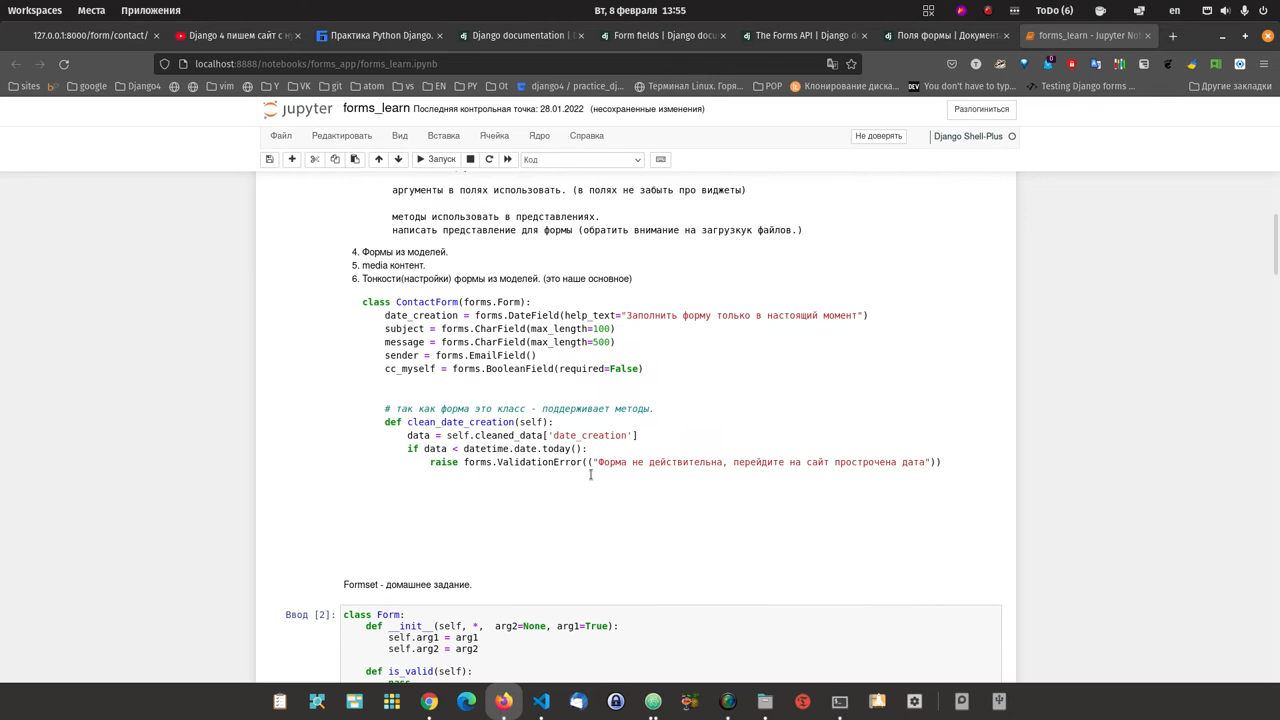 Workspaces Места Приложения Вт, 8 февраля 13:55 ToDo (6) en
127.0.0.1:8000/form/contact/ Django 4 пишем сайт с ну Практика Python Django. Django documentation | Form fields | Django docu The Forms API | Django do Поля формы | Документа forms_learn - Jupyter Not
localhost:8888/notebooks/forms_app/forms_learn.ipynb
sites google Django4 vim EN Py Qt git atom vs django4 / practice_dj… Терминал Linux. Горя… POP Клонирование диска… You don't have to typ… Testing Django forms … Другие закладки
jupyter forms_learn Последняя контрольная точка: 28.01.2022 (несохраненные изменения) Разлогиниться
Файл Редактировать Вид Вставка Ячейка Ядро Справка Не доверять Django Shell-Plus
Запуск Код
аргументы в полях использовать. (в полях не забыть про виджеты)
методы использовать в представлениях.
написать представление для формы (обратить внимание на загрузкук файлов.)
4. Формы из моделей.
5. media контент.
6. Тонкости(настройки) формы из моделей. (это наше основное)
class ContactForm(forms.Form):
date_creation = forms.DateField(help_text="Заполнить форму только в настоящий момент")
subject = forms.CharField(max_length=100)
message = forms.CharField(max_length=500)
sender = forms.EmailField()
cc_myself = forms.BooleanField(required=False)
# так как форма это класс - поддерживает методы.
def clean_date_creation(self):
data = self.cleaned_data['date_creation']
if data < datetime.date.today():
raise forms.ValidationError(("Форма не действительна, перейдите на сайт прострочена дата"))
Formset - домашнее задание.
Ввод [2]: class Form:
def __init__(self, *, arg2=None, arg1=True):
self.arg1 = arg1
self.arg2 = arg2
def is_valid(self):